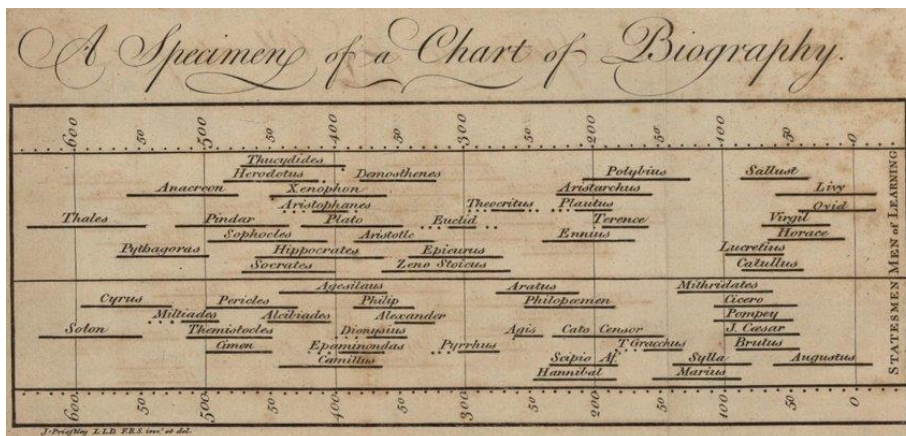 A Specimen of a Chart of Biography.
600 50 500 50 400 50 300 50 200 50 100 50 0
Thucydides
Herodotus Demosthenes Polybius Sallust
Anacreon Xenophon Aristarchus Livy
Aristophanes Theocritus Plautus Ovid
Thales Pindar Plato Euclid Terence Virgil
Sophocles Aristotle Ennius Horace
Pythagoras Hippocrates Epicurus Lucretius
Socrates Zeno Stoicus Catullus
MEN of LEARNING
Agesilaus Aratus Mithridates
Cyrus Pericles Philip Philopœmen Cicero
Miltiades Alcibiades Alexander Pompey
Solon Themistocles Dionysius Agis Cato Censor J. Cæsar
Cimon Epaminondas Pyrrhus T Gracchus Brutus
Camillus Scipio Af. Sylla Augustus
Hannibal Marius
STATESMEN
600 50 500 50 400 50 300 50 200 50 100 50 0
J. Priestley L.L.D. F.R.S. inv.t et del.